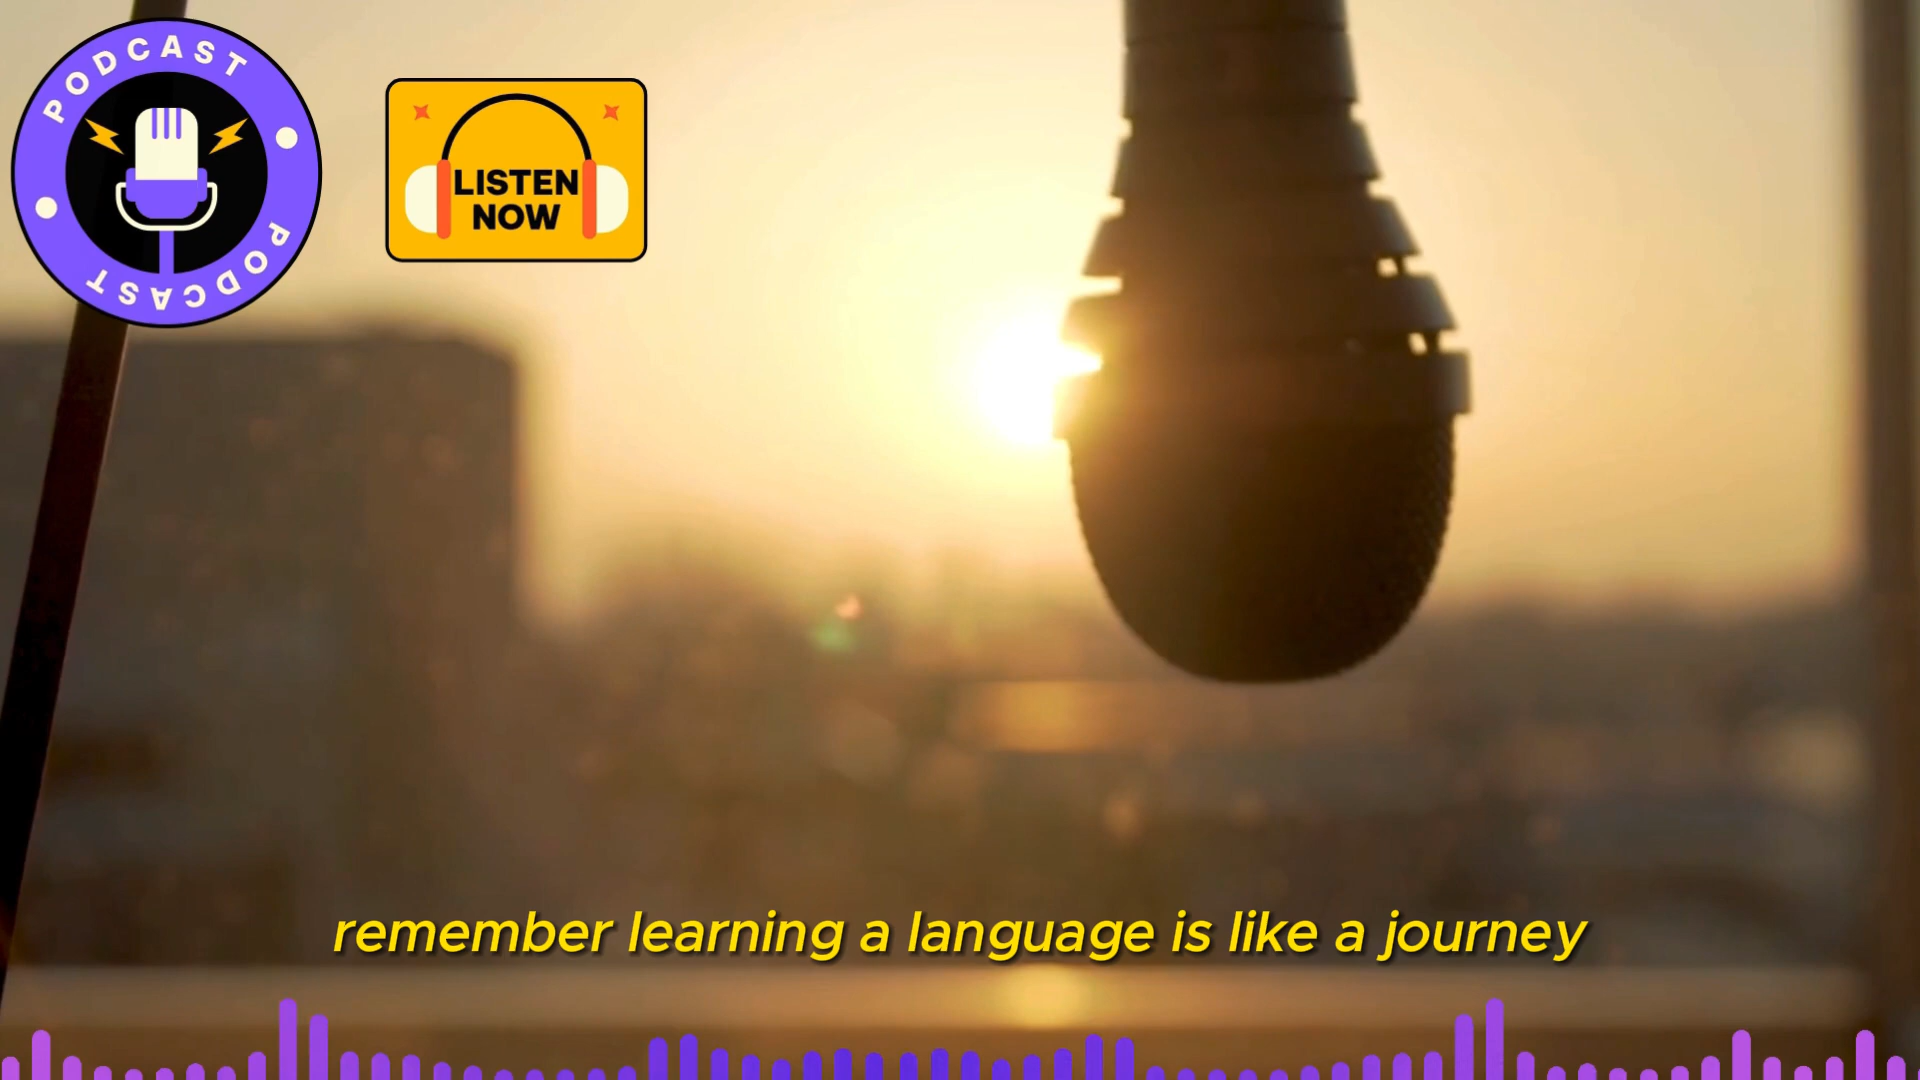 PODCAST
PODCAST
LISTEN
NOW
remember learning a language is like a journey